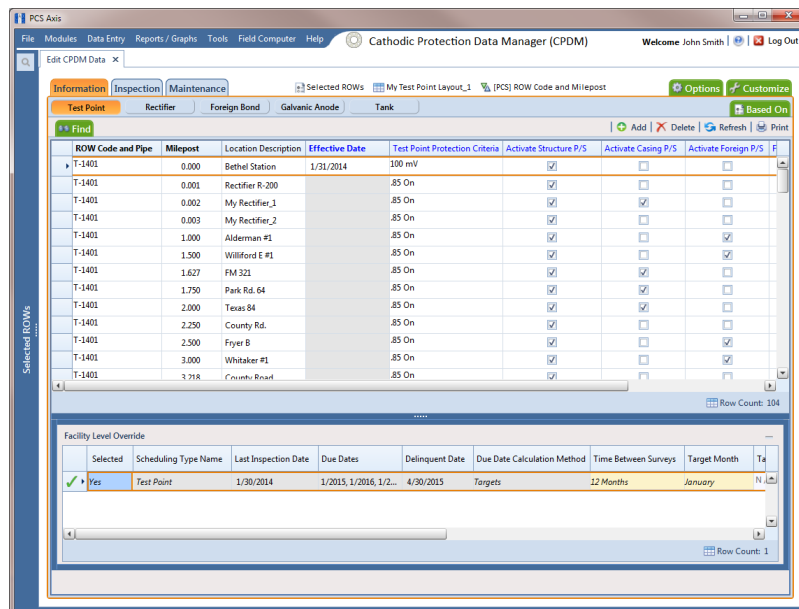 PCS Axis
File Modules Data Entry Reports / Graphs Tools Field Computer Help Cathodic Protection Data Manager (CPDM) Welcome John Smith | | Log Out
Edit CPDM Data ×
Information Inspection Maintenance Selected ROWs My Test Point Layout_1 [PCS] ROW Code and Milepost Options Customize
Test Point Rectifier Foreign Bond Galvanic Anode Tank Based On
Find | Add | Delete | Refresh | Print
ROW Code and Pipe Milepost Location Description Effective Date Test Point Protection Criteria Activate Structure P/S Activate Casing P/S Activate Foreign P/S F
T-1401 0.000 Bethel Station 1/31/2014 100 mV
T-1401 0.001 Rectifier R-200 .85 On
T-1401 0.002 My Rectifier_1 .85 On
T-1401 0.003 My Rectifier_2 .85 On
T-1401 1.000 Alderman #1 .85 On
T-1401 1.500 Williford E #1 .85 On
T-1401 1.627 FM 321 .85 On
T-1401 1.750 Park Rd. 64 .85 On
T-1401 2.000 Texas 84 .85 On
T-1401 2.250 County Rd. .85 On
T-1401 2.500 Fryer B .85 On
T-1401 3.000 Whitaker #1 .85 On
T-1401 3.218 County Road .85 On
Row Count: 104
Selected ROWs
Facility Level Override
Selected Scheduling Type Name Last Inspection Date Due Dates Delinquent Date Due Date Calculation Method Time Between Surveys Target Month Ta
Yes Test Point 1/30/2014 1/2015, 1/2016, 1/2... 4/30/2015 Targets 12 Months January N
Row Count: 1